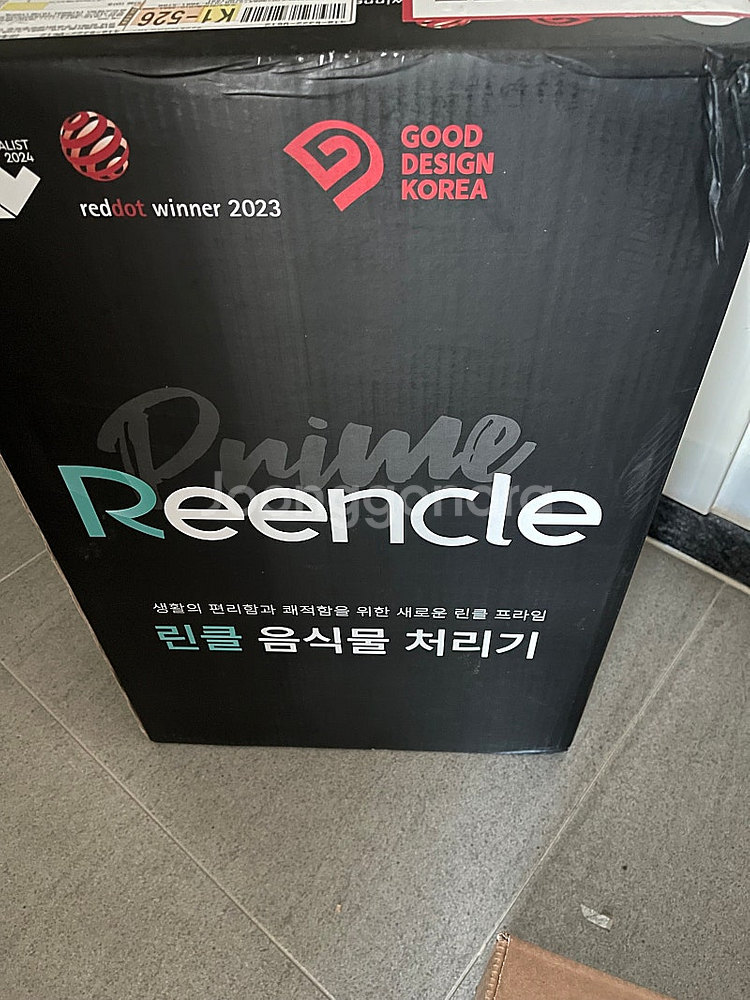 K1-526
ALIST
2024
reddot winner 2023
GOOD
DESIGN
KOREA
Prime
Reencle
Joonggonara
생활의 편리함과 쾌적함을 위한 새로운 린클 프라임
린클 음식물 처리기